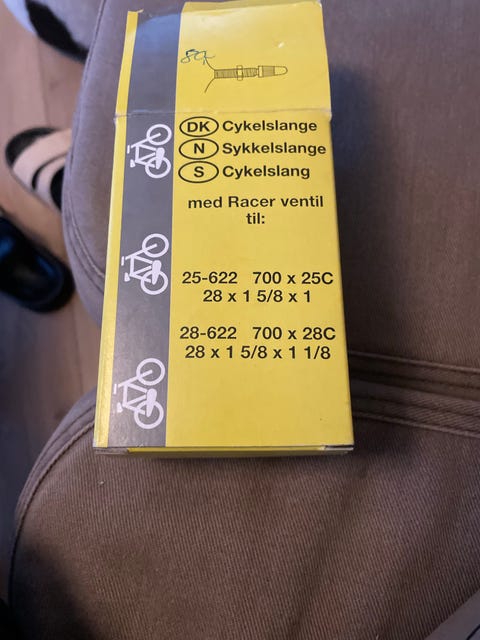 DK Cykelslange
N Sykkelslange
S Cykelslang
med Racer ventil
til:
25-622 700 x 25C
28 x 1 5/8 x 1
28-622 700 x 28C
28 x 1 5/8 x 1 1/8